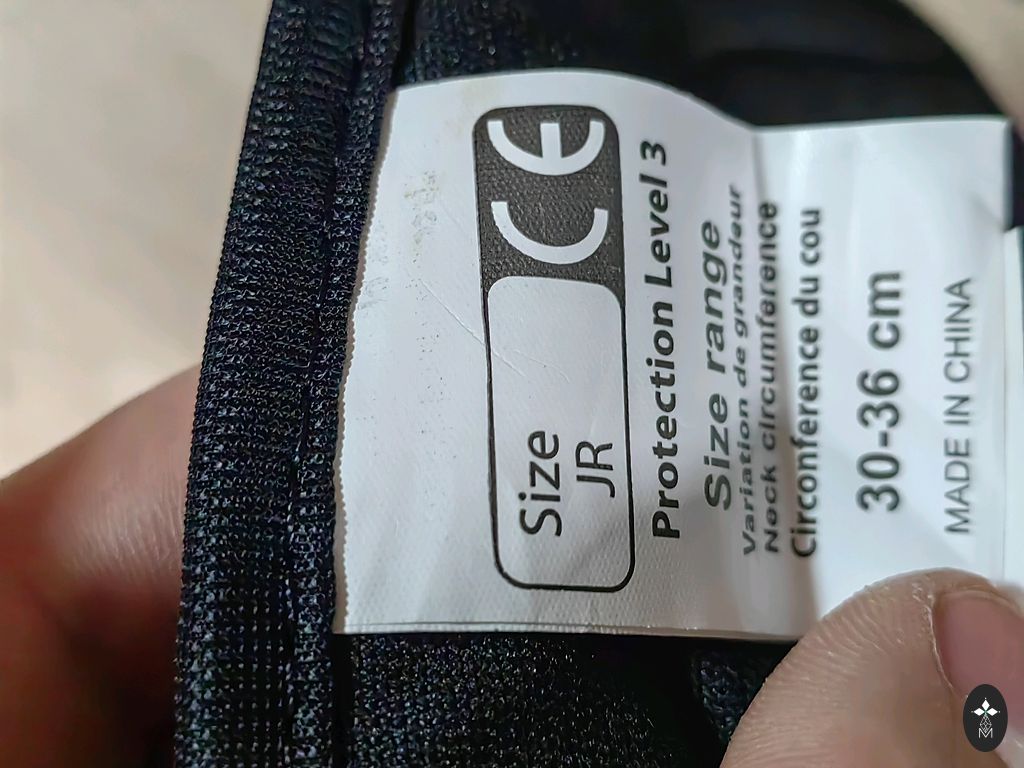 Size
JR
CE
Protection Level 3
Size range
Variation de grandeur
Neck circumference
Circonference du cou
30-36 cm
MADE IN CHINA
M